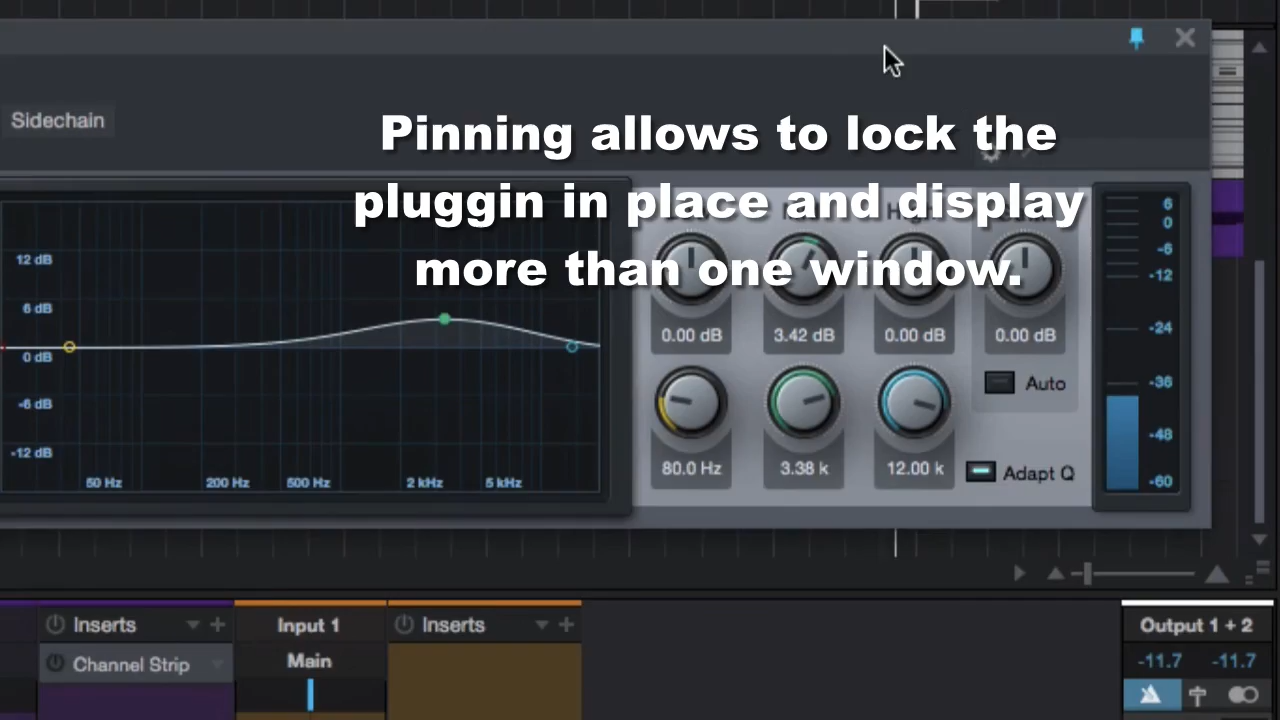 Sidechain
Pinning allows to lock the
pluggin in place and display
more than one window.
12 dB
6 dB
0 dB
-6 dB
-12 dB
50 Hz 200 Hz 500 Hz 2 kHz 5 kHz
0.00 dB 3.42 dB 0.00 dB 0.00 dB
Auto
80.0 Hz 3.38 k 12.00 k
Adapt Q
6
0
-6
-12
-24
-36
-48
-60
Inserts
Channel Strip
Input 1
Main
Inserts
Output 1 + 2
-11.7 -11.7